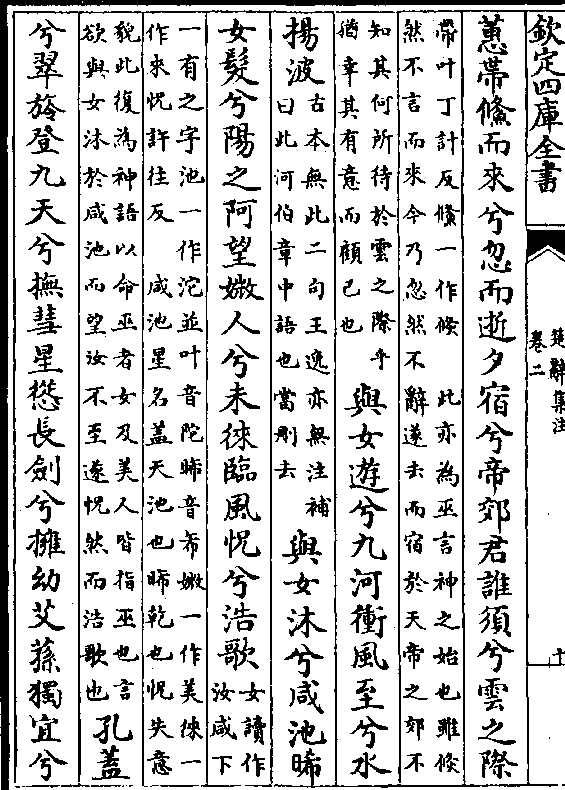 欽定四庫全書
楚辭集注
卷二
十
蕙帶儵而來兮忽而逝夕宿兮帝郊君誰須兮雲之際
帶叶丁計反儵一作倏 此亦為巫言神之始也雖倏
然不言而來今乃忽然不辭遂去而宿於天帝之郊不
知其何所待於雲之際乎
猶幸其有意而顧己也
與女遊兮九河衝風至兮水
揚波
古本無此二句王逸亦無注補
曰此河伯章中語也當刪去
與女沐兮咸池晞
女髮兮陽之阿望媺人兮未徠臨風怳兮浩歌
女讀作
汝咸下
一有之字池一作沱並叶音陀晞音希媺一作美徠一
作來怳許往反 咸池星名蓋天池也晞乾也怳失意
貌此復為神語以命巫者女及美人皆指巫也言
欲與女沐於咸池而望汝不至遂怳然而浩歌也
孔蓋
兮翠旍登九天兮撫彗星慫長劍兮擁幼艾蓀獨宜兮